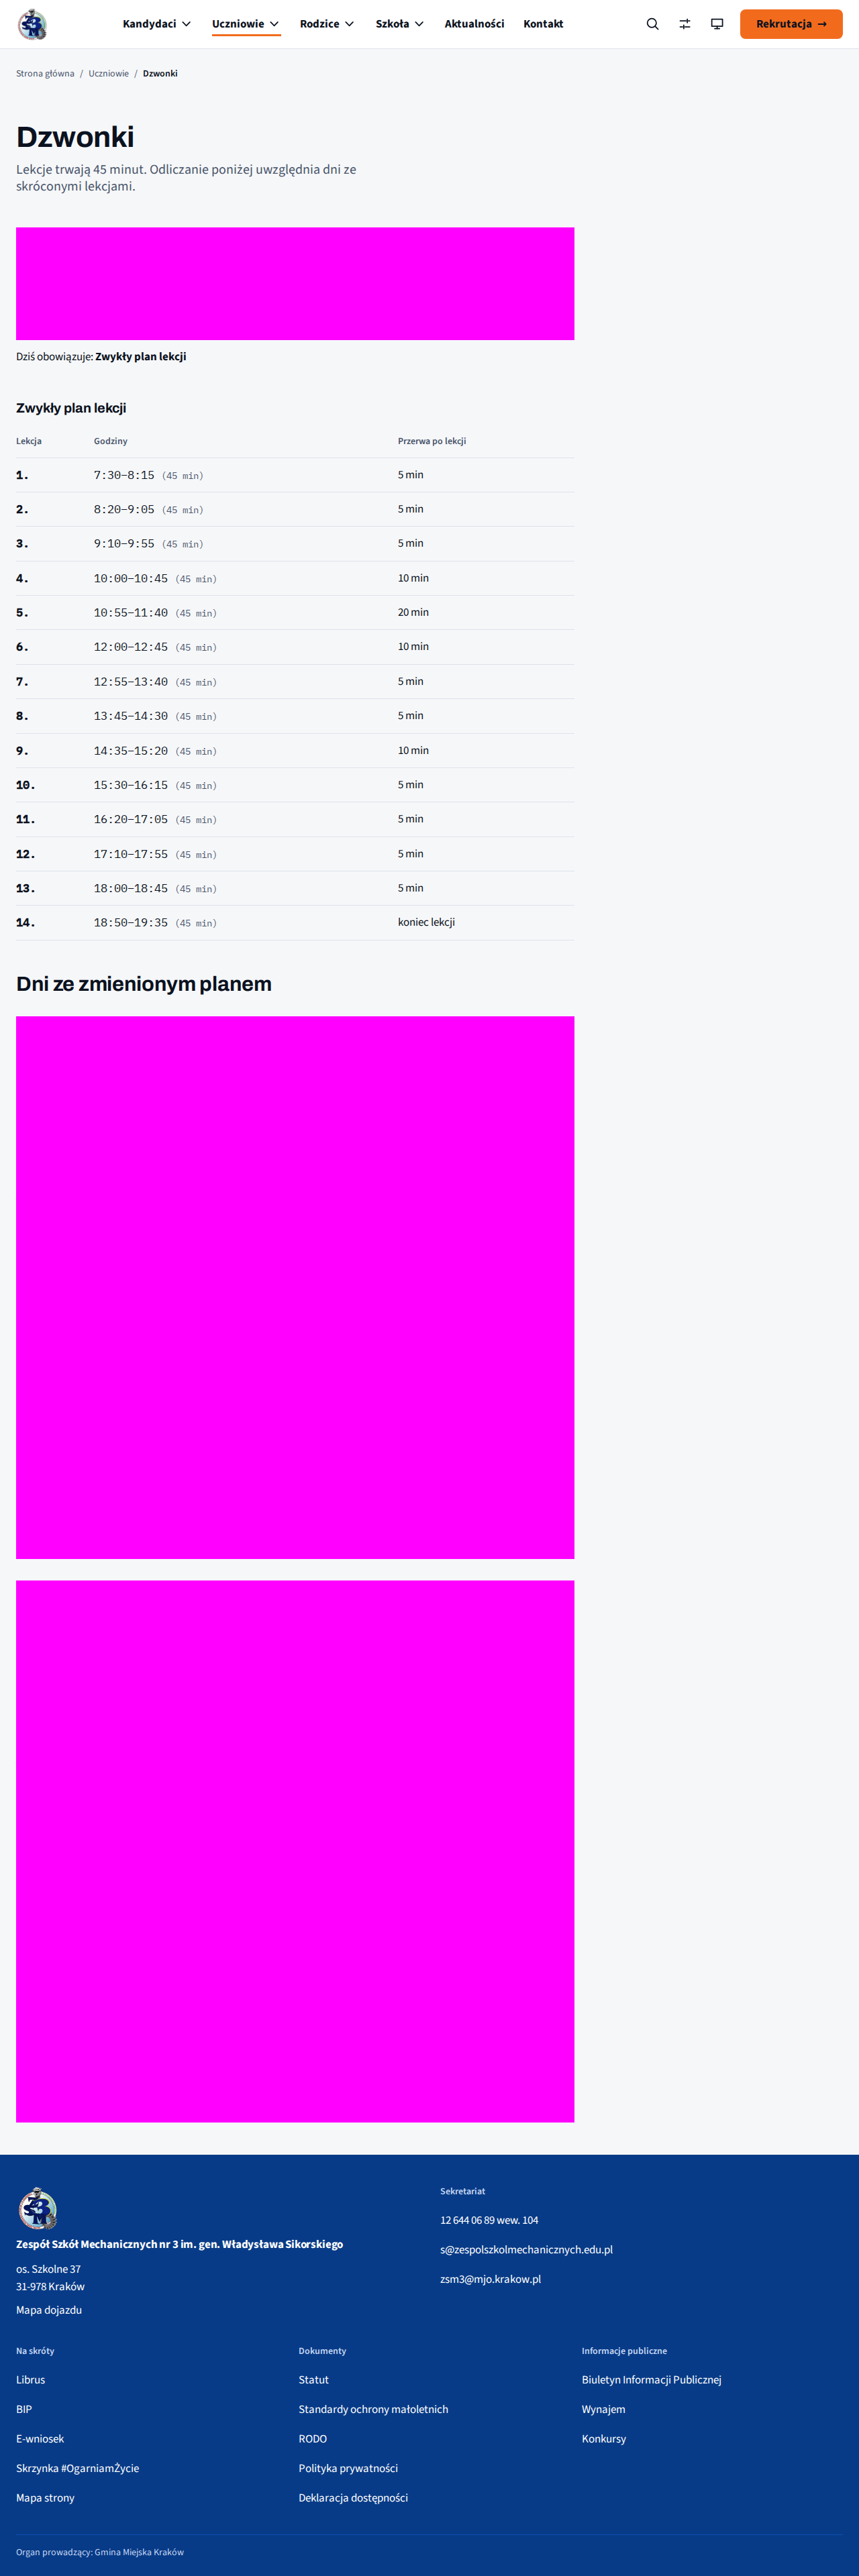 Kandydaci Uczniowie Rodzice Szkoła Aktualności Kontakt Rekrutacja →
Strona główna / Uczniowie / Dzwonki
Dzwonki
Lekcje trwają 45 minut. Odliczanie poniżej uwzględnia dni ze
skróconymi lekcjami.
Dziś obowiązuje: Zwykły plan lekcji
Zwykły plan lekcji
Lekcja Godziny Przerwa po lekcji
1. 7:30–8:15 (45 min) 5 min
2. 8:20–9:05 (45 min) 5 min
3. 9:10–9:55 (45 min) 5 min
4. 10:00–10:45 (45 min) 10 min
5. 10:55–11:40 (45 min) 20 min
6. 12:00–12:45 (45 min) 10 min
7. 12:55–13:40 (45 min) 5 min
8. 13:45–14:30 (45 min) 5 min
9. 14:35–15:20 (45 min) 10 min
10. 15:30–16:15 (45 min) 5 min
11. 16:20–17:05 (45 min) 5 min
12. 17:10–17:55 (45 min) 5 min
13. 18:00–18:45 (45 min) 5 min
14. 18:50–19:35 (45 min) koniec lekcji
Dni ze zmienionym planem
Zespół Szkół Mechanicznych nr 3 im. gen. Władysława Sikorskiego
os. Szkolne 37
31-978 Kraków
Mapa dojazdu
Sekretariat
12 644 06 89 wew. 104
s@zespolszkolmechanicznych.edu.pl
zsm3@mjo.krakow.pl
Na skróty
Librus
BIP
E-wniosek
Skrzynka #OgarniamŻycie
Mapa strony
Dokumenty
Statut
Standardy ochrony małoletnich
RODO
Polityka prywatności
Deklaracja dostępności
Informacje publiczne
Biuletyn Informacji Publicznej
Wynajem
Konkursy
Organ prowadzący: Gmina Miejska Kraków